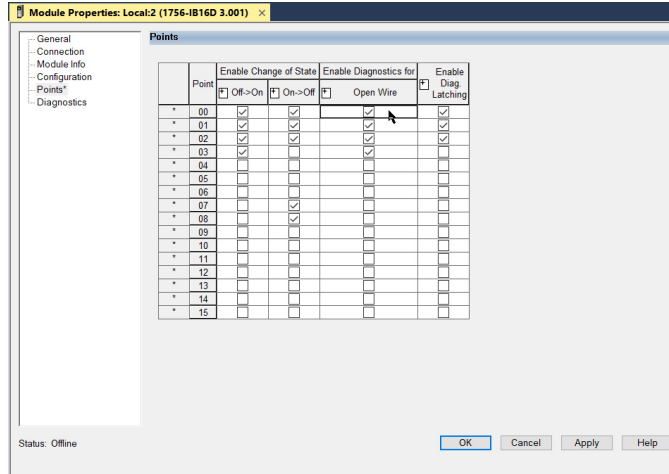 Module Properties: Local:2 (1756-IB16D 3.001) ×
General
Connection
Module Info
Configuration
Points*
Diagnostics
Points
Point
Enable Change of State
Enable Diagnostics for
Enable Diag. Latching
Off->On
On->Off
Open Wire
* 00
* 01
* 02
* 03
* 04
* 05
* 06
* 07
* 08
* 09
* 10
* 11
* 12
* 13
* 14
* 15
Status: Offline
OK
Cancel
Apply
Help